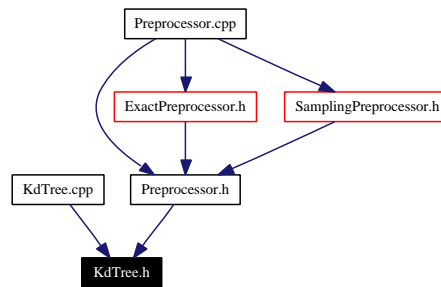 Preprocessor.cpp
ExactPreprocessor.h
SamplingPreprocessor.h
KdTree.cpp
Preprocessor.h
KdTree.h